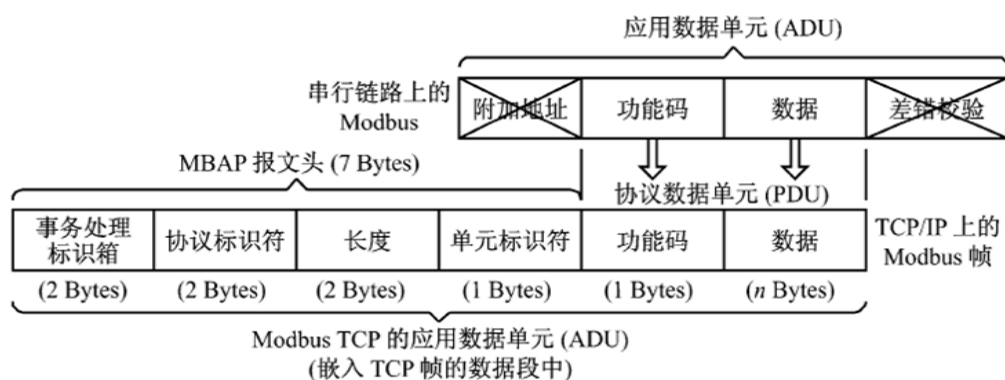 应用数据单元 (ADU)
串行链路上的
Modbus
附加地址
功能码
数据
差错校验
MBAP 报文头 (7 Bytes)
协议数据单元 (PDU)
事务处理
标识箱
协议标识符
长度
单元标识符
功能码
数据
TCP/IP 上的
Modbus 帧
(2 Bytes)
(2 Bytes)
(2 Bytes)
(1 Bytes)
(1 Bytes)
(n Bytes)
Modbus TCP 的应用数据单元 (ADU)
(嵌入 TCP 帧的数据段中)